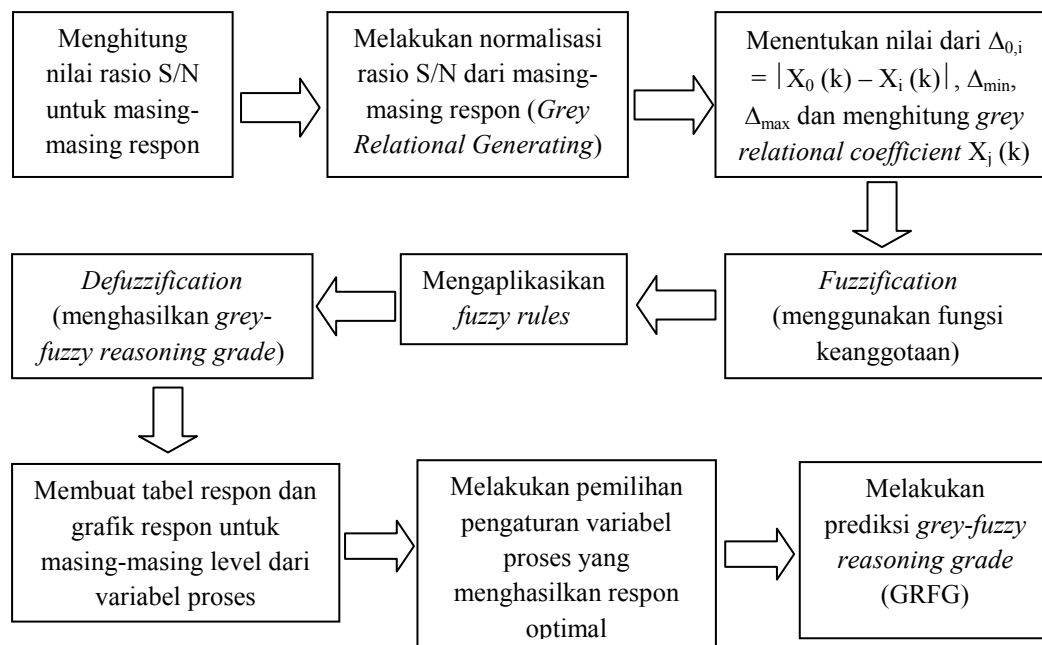 Menghitung
nilai rasio S/N
untuk masing-
masing respon
Melakukan normalisasi
rasio S/N dari masing-
masing respon (Grey
Relational Generating)
Menentukan nilai dari Δ0,i
= |X0 (k) – Xi (k)|, Δmin,
Δmax dan menghitung grey
relational coefficient Xj (k)
Fuzzification
(menggunakan fungsi
keanggotaan)
Mengaplikasikan
fuzzy rules
Defuzzification
(menghasilkan grey-
fuzzy reasoning grade)
Membuat tabel respon dan
grafik respon untuk
masing-masing level dari
variabel proses
Melakukan pemilihan
pengaturan variabel
proses yang
menghasilkan respon
optimal
Melakukan
prediksi grey-fuzzy
reasoning grade
(GRFG)